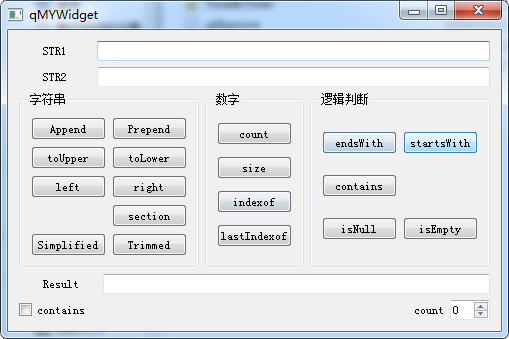 qMYWidget
STR1
STR2
字符串 数字 逻辑判断
Append Prepend count endsWith startsWith
toUpper toLower size
left right indexof contains
section
Simplified Trimmed lastIndexof isNull isEmpty
Result
contains count 0